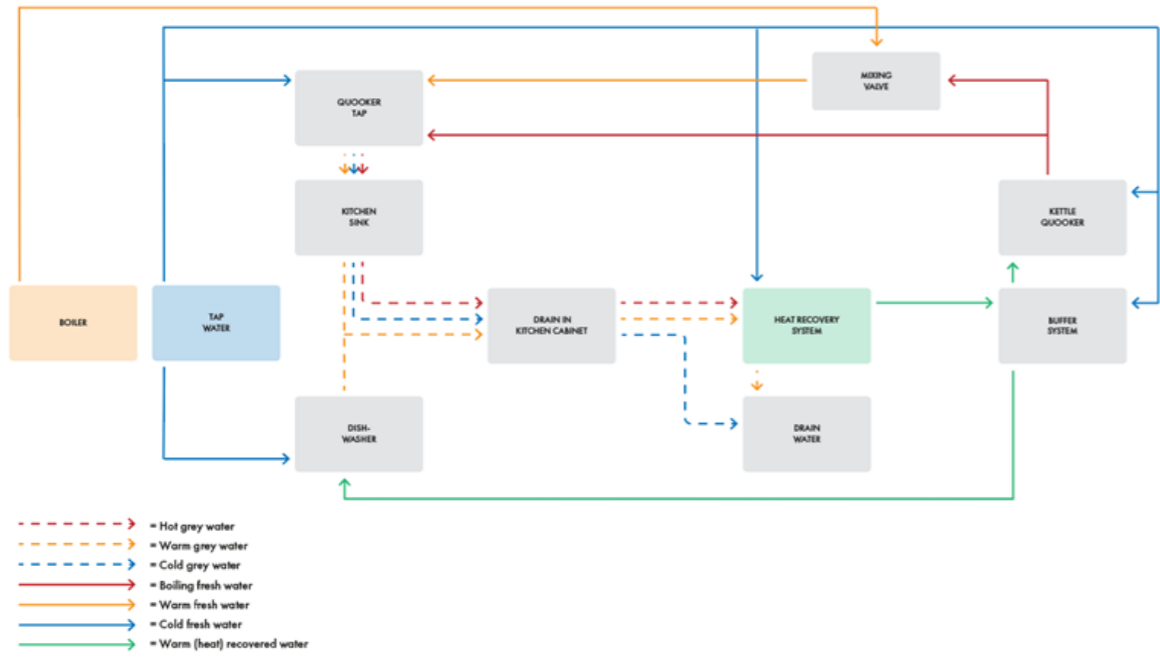 MIXING
VALVE
QUOOKER
TAP
KITCHEN
SINK
KETTLE
QUOOKER
BOILER
TAP
WATER
DRAIN IN
KITCHEN CABINET
HEAT RECOVERY
SYSTEM
BUFFER
SYSTEM
DISH-
WASHER
DRAIN
WATER
= Hot grey water
= Warm grey water
= Cold grey water
= Boiling fresh water
= Warm fresh water
= Cold fresh water
= Warm (heat) recovered water